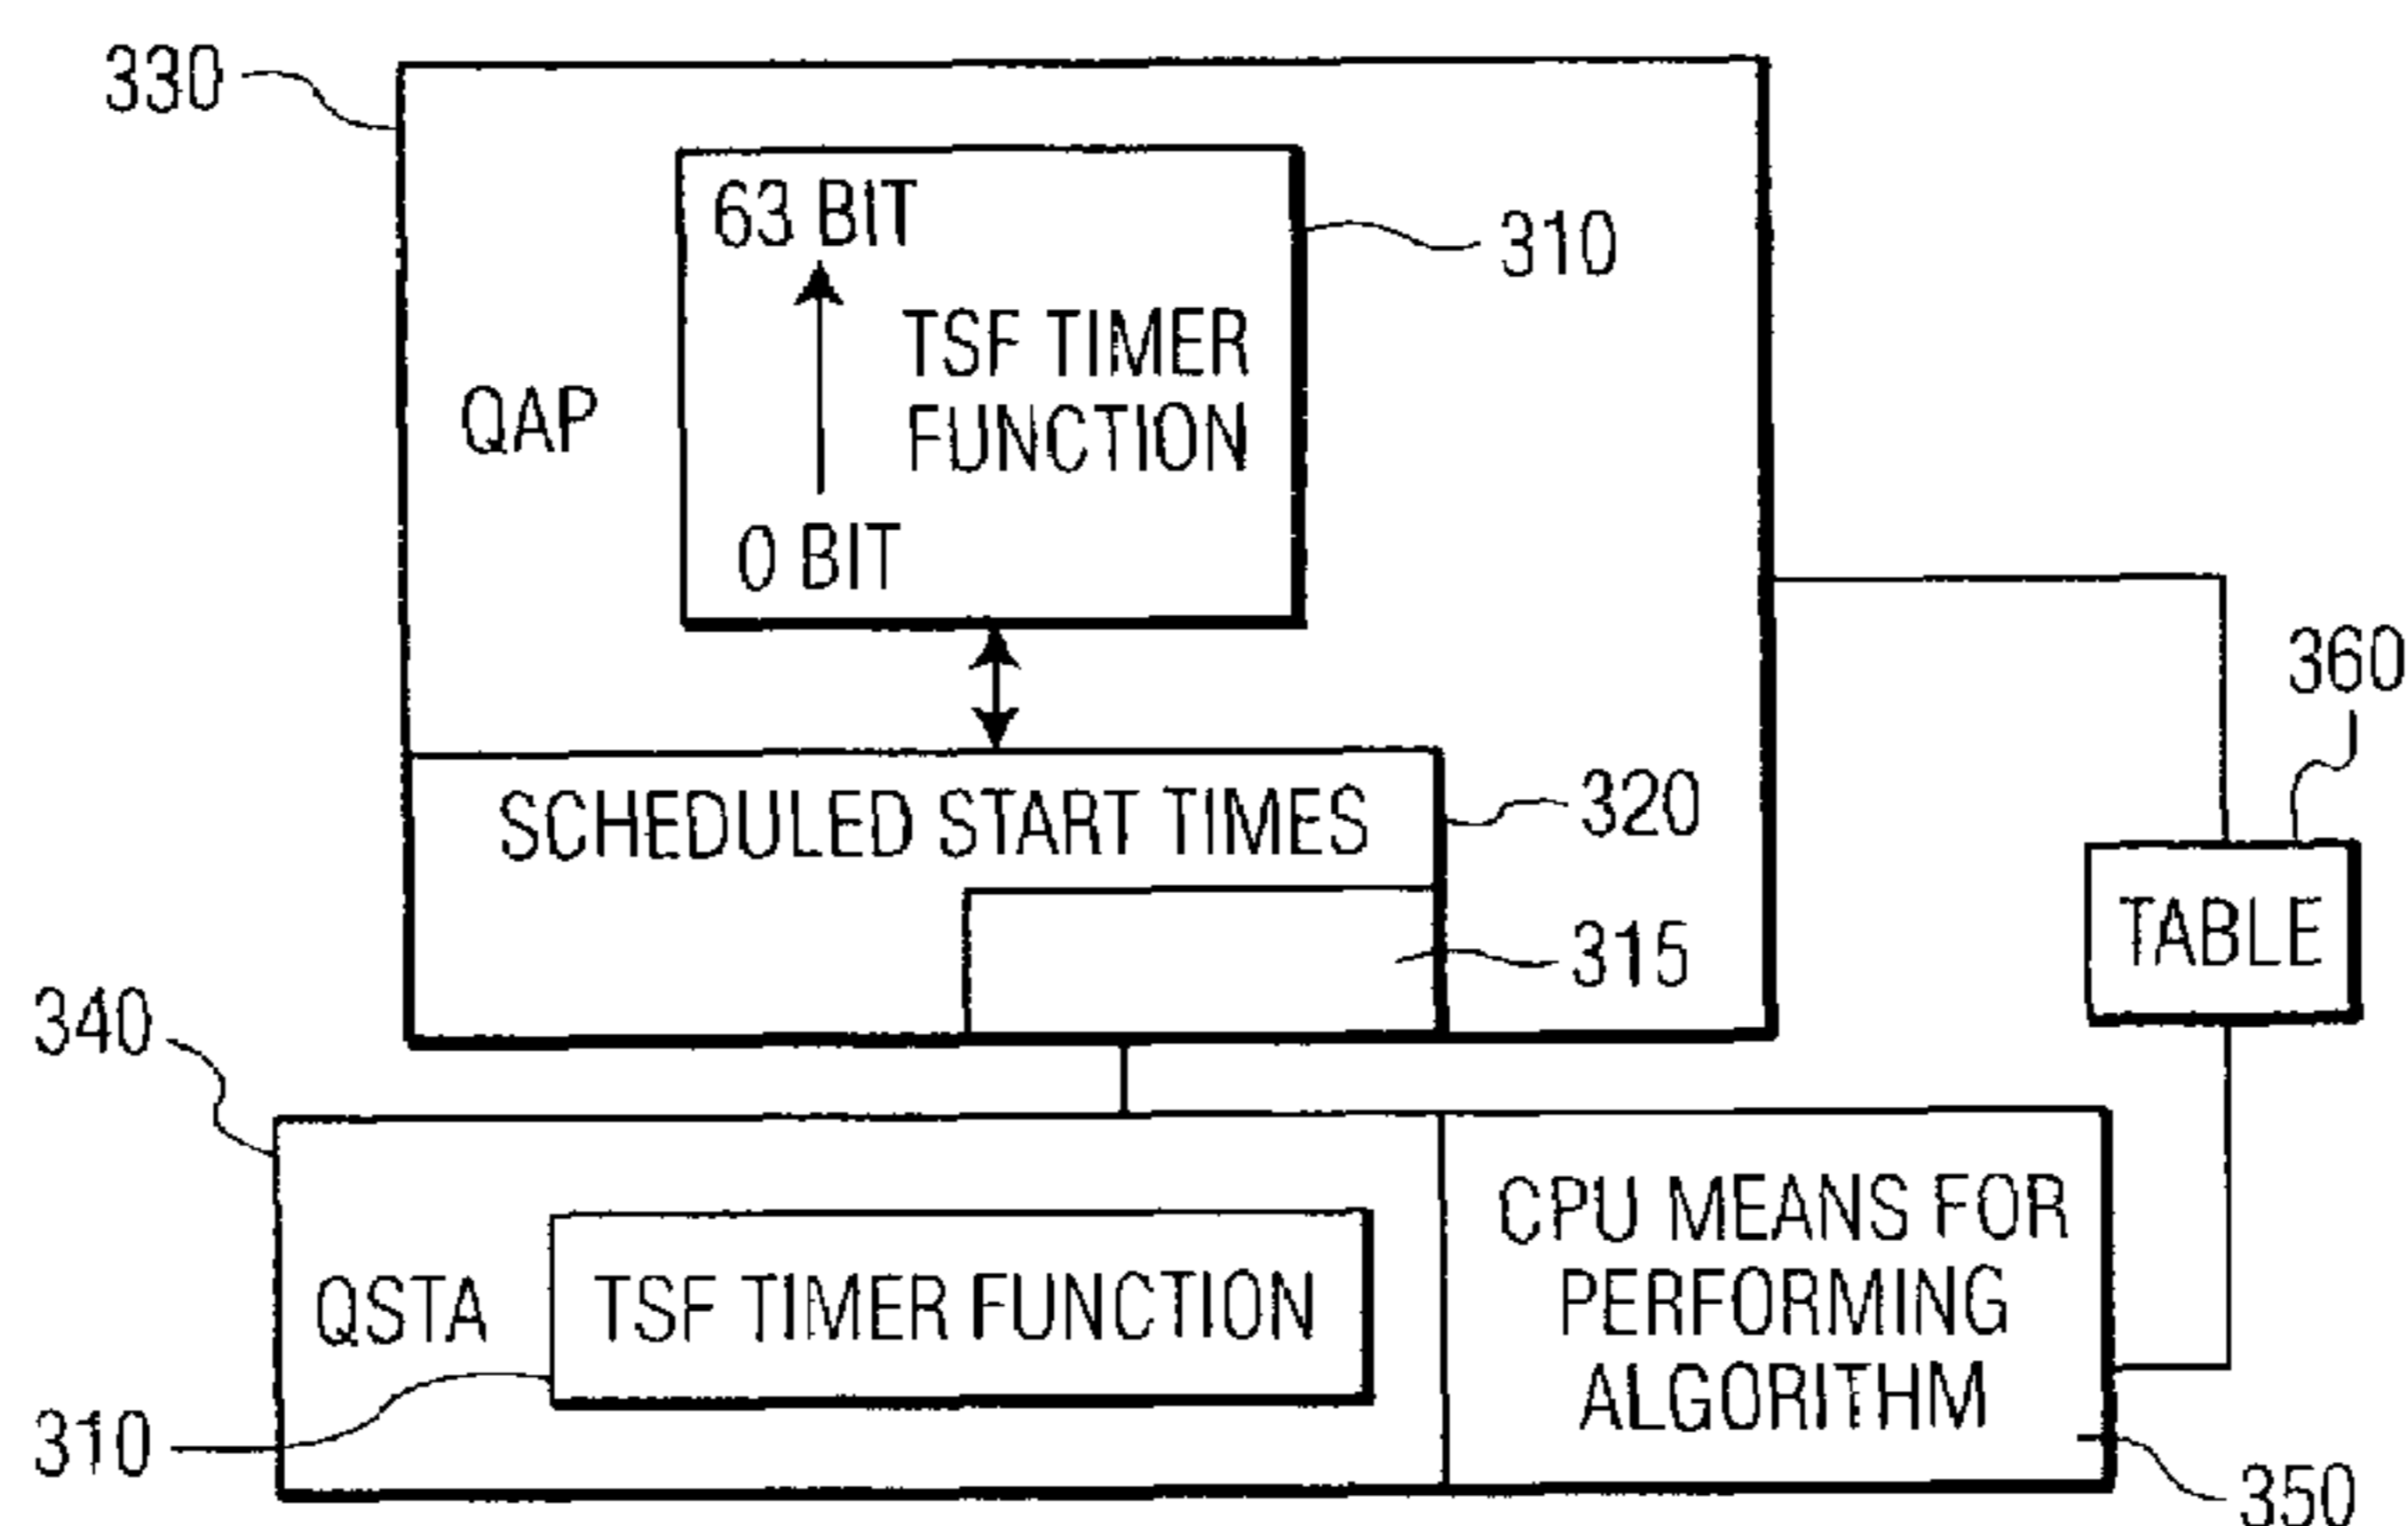 330
63 BIT
310
TSF TIMER
FUNCTION
QAP
0 BIT
360
SCHEDULED START TIMES
320
TABLE
315
340
CPU MEANS FOR
PERFORMING
ALGORITHM
QSTA
TSF TIMER FUNCTION
310
350